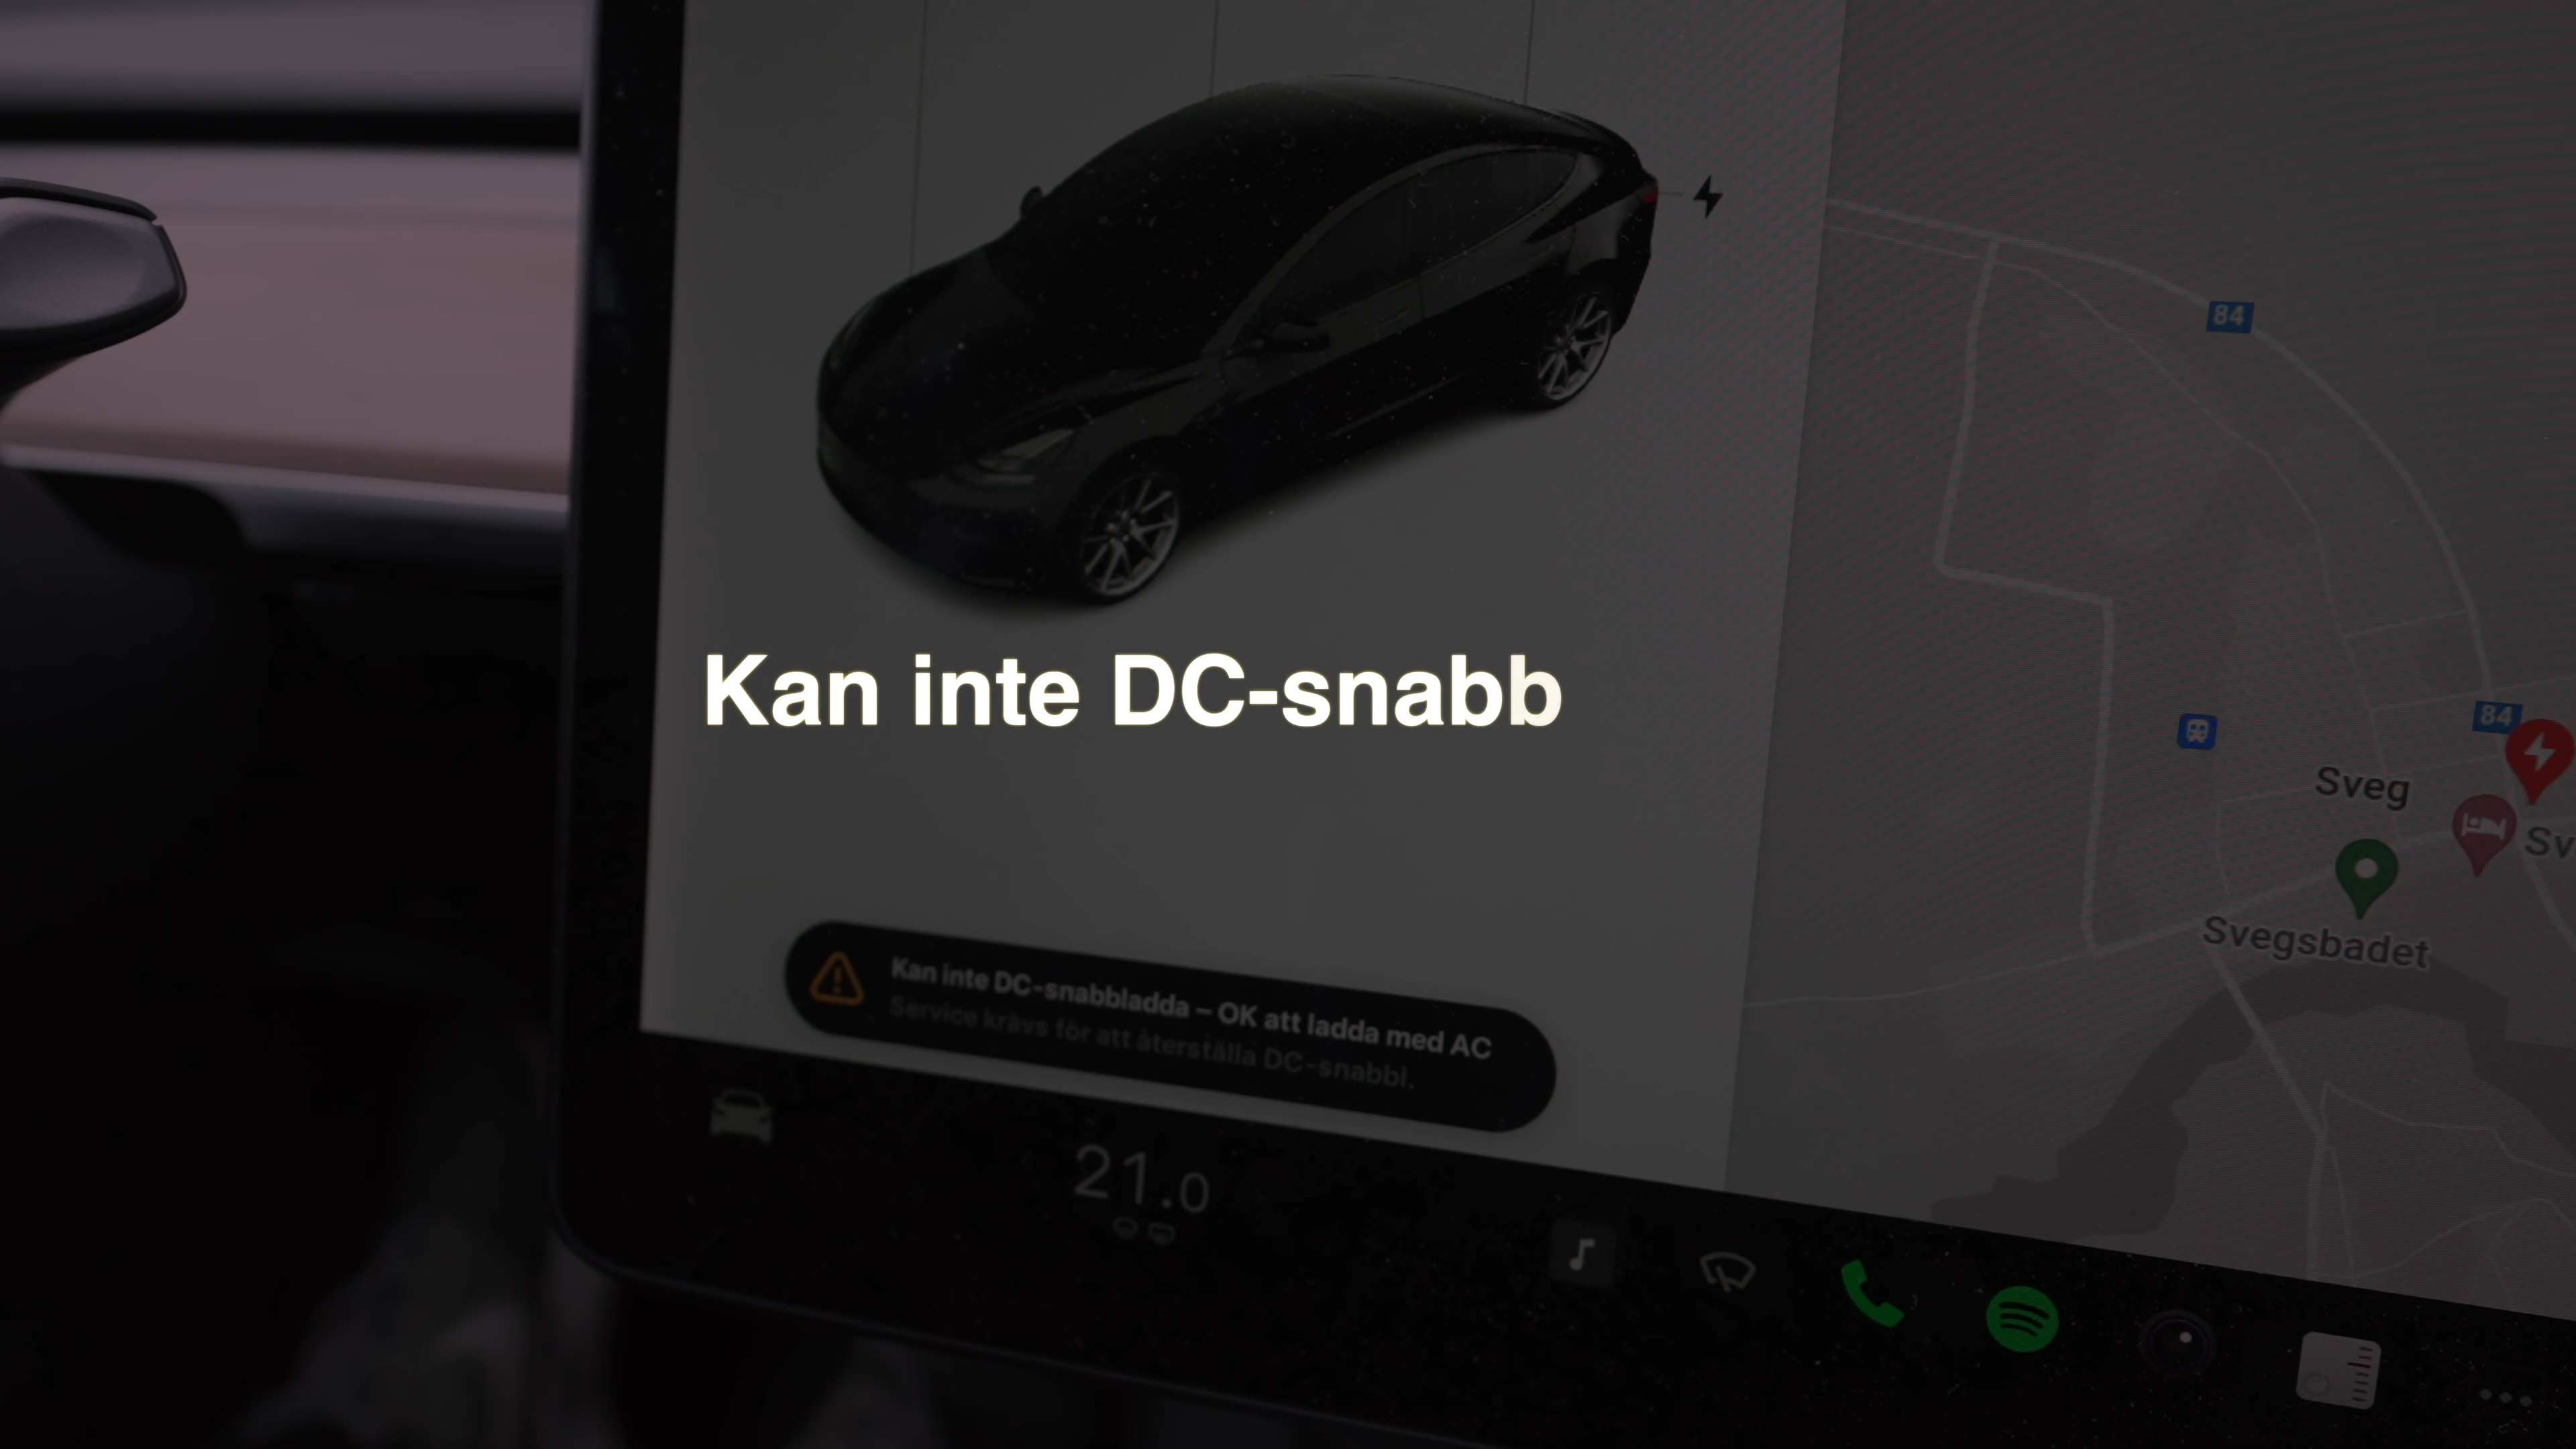 84
Kan inte DC-snabb
84
Sveg
Sv
Svegsbadet
Kan inte DC-snabbladda – OK att ladda med AC
Service krävs för att återställa DC-snabbl.
21.0